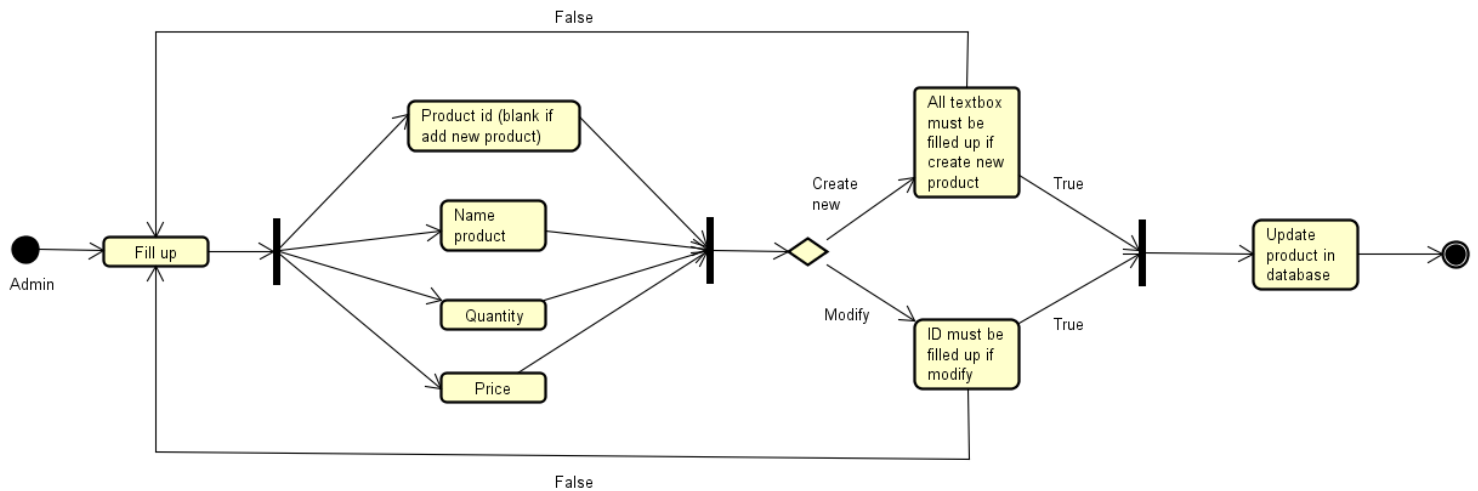 False
Admin
Fill up
Product id (blank if
add new product)
Name
product
Quantity
Price
Create
new
Modify
All textbox
must be
filled up if
create new
product
ID must be
filled up if
modify
True
True
Update
product in
database
False